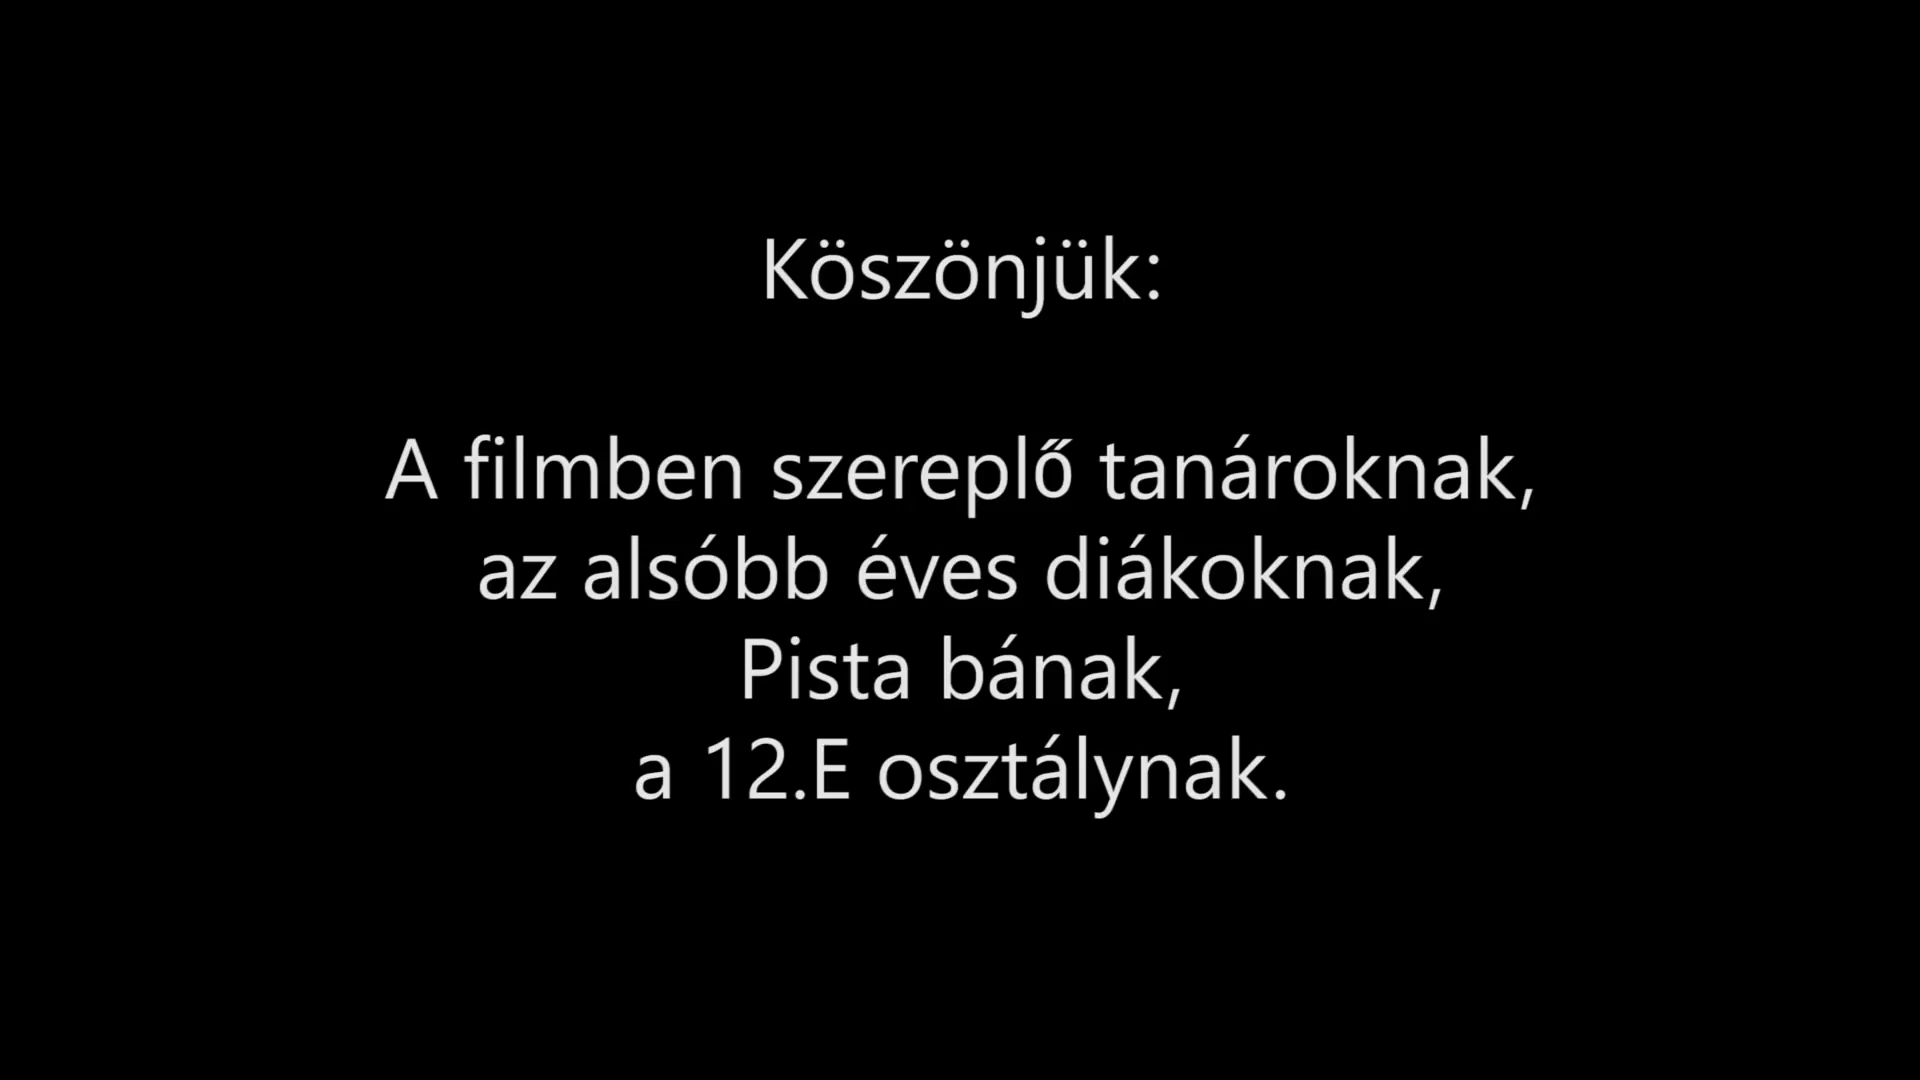 Köszönjük:
A filmben szereplő tanároknak,
az alsóbb éves diákoknak,
Pista bának,
a 12.E osztálynak.